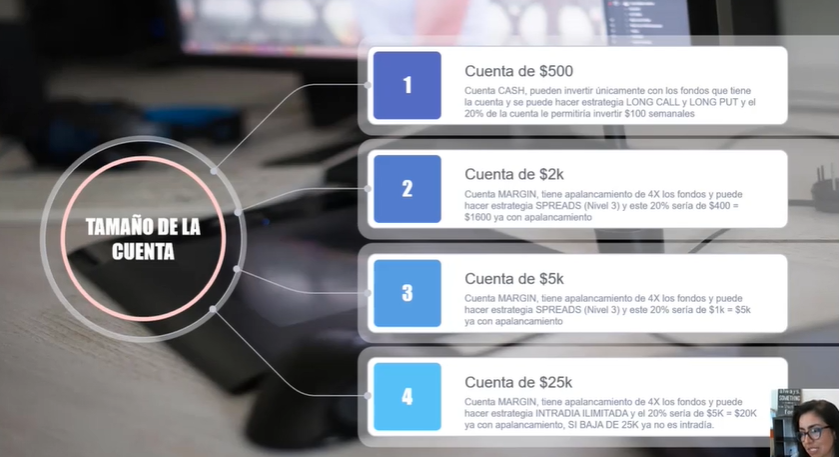 TAMAÑO DE LA
CUENTA
1
Cuenta de $500
Cuenta CASH, pueden invertir únicamente con los fondos que tiene
la cuenta y se puede hacer estrategia LONG CALL y LONG PUT y el
20% de la cuenta le permitiría invertir $100 semanales
2
Cuenta de $2k
Cuenta MARGIN, tiene apalancamiento de 4X los fondos y puede
hacer estrategia SPREADS (Nivel 3) y este 20% sería de $400 =
$1600 ya con apalancamiento
3
Cuenta de $5k
Cuenta MARGIN, tiene apalancamiento de 4X los fondos y puede
hacer estrategia SPREADS (Nivel 3) y este 20% sería de $1k = $5k
ya con apalancamiento
4
Cuenta de $25k
Cuenta MARGIN, tiene apalancamiento de 4X los fondos y puede
hacer estrategia INTRADIA ILIMITADA y el 20% sería de $5K = $20K
ya con apalancamiento, SI BAJA DE 25K ya no es intradía.
ALWAYS
SOMETHING